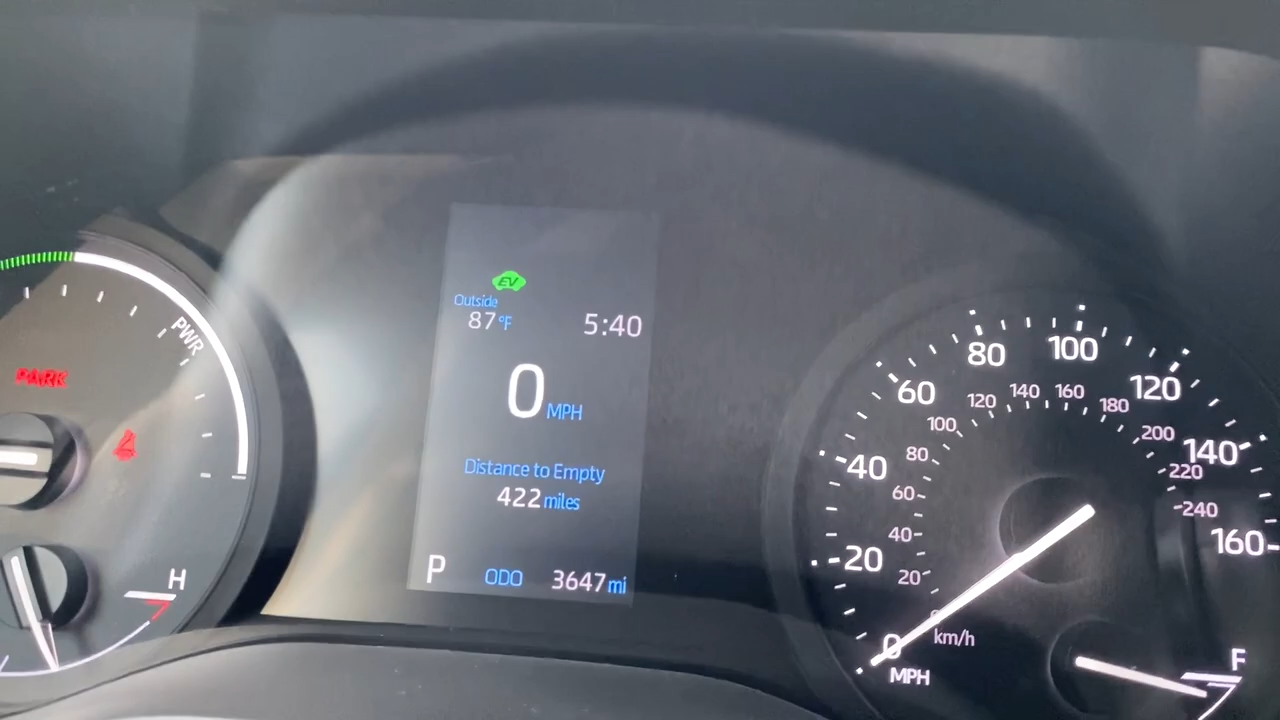 PWR
PARK
H
EV
Outside
87°F 5:40
0 MPH
Distance to Empty
422 miles
P ODO 3647 mi
0 20 40 60 80 100 120 140 160
MPH
0 20 40 60 80 100 120 140 160 180 200 220 240
km/h
F